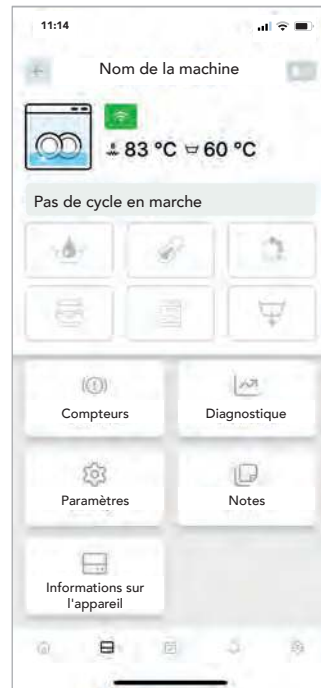 11:14
Nom de la machine
83 °C 60 °C
Pas de cycle en marche
Compteurs
Diagnostique
Paramètres
Notes
Informations sur
l'appareil